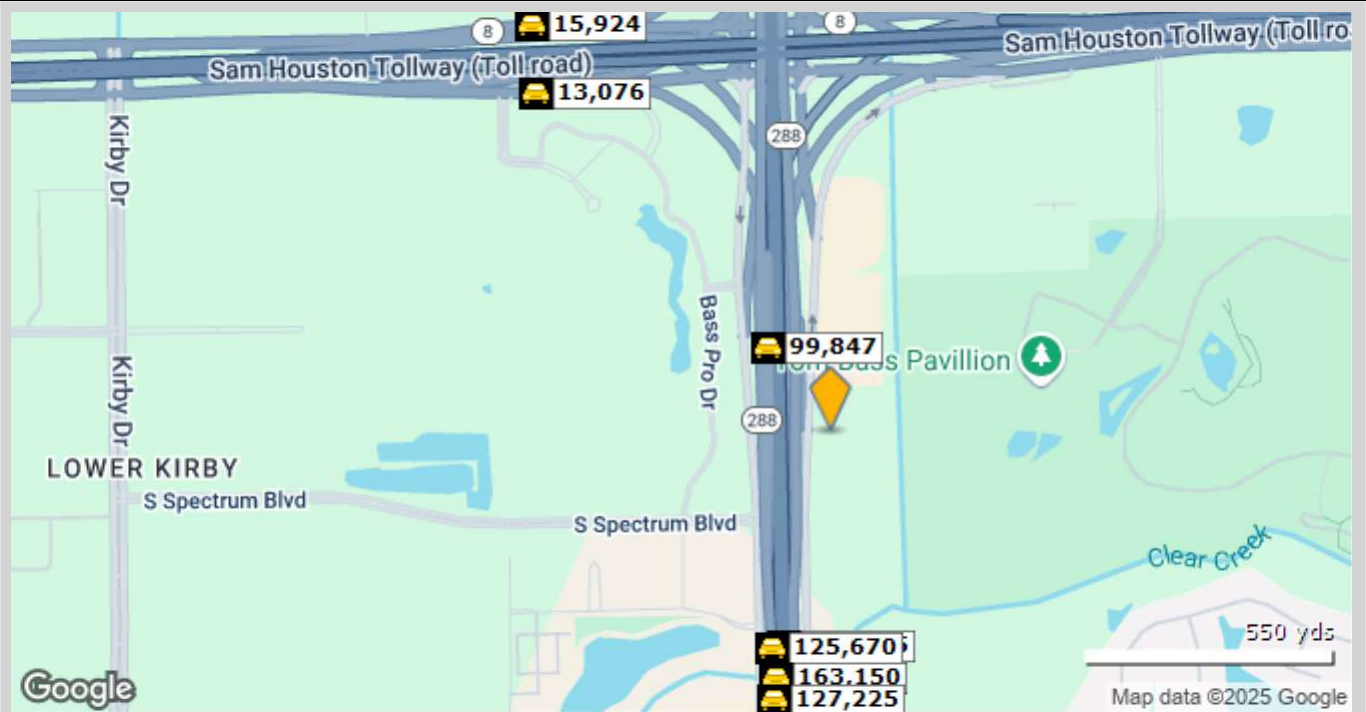 8
15,924
8
Sam Houston Tollway (Toll ro
Sam Houston Tollway (Toll road)
13,076
Kirby Dr
288
Bass Pro Dr
99,847
Pavillion
Kirby Dr
288
LOWER KIRBY
S Spectrum Blvd
S Spectrum Blvd
Clear Creek
550 yds
125,670
163,150
127,225
Google
Map data ©2025 Google